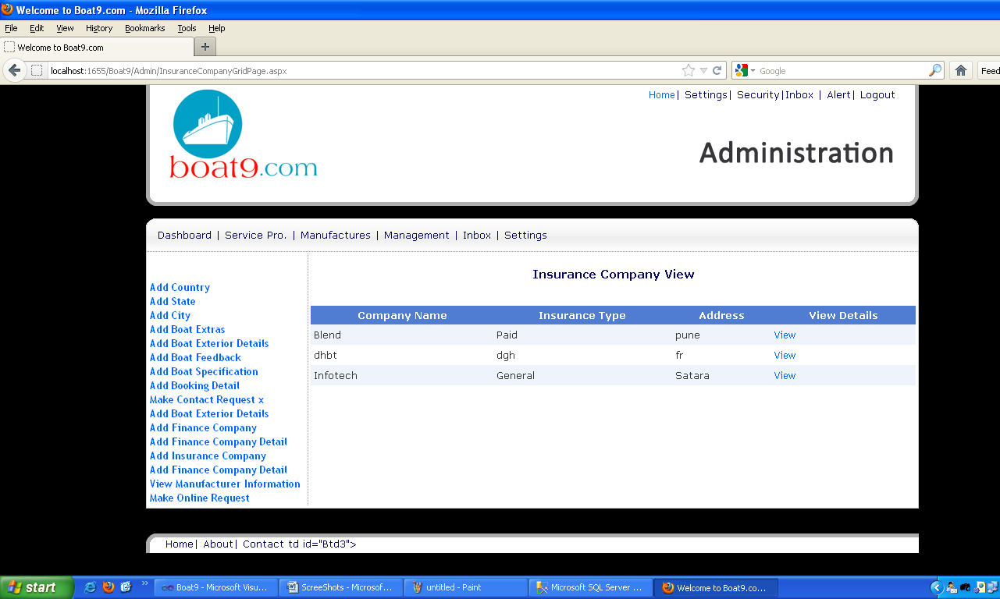 Welcome to Boat9.com - Mozilla Firefox
File Edit View History Bookmarks Tools Help
Welcome to Boat9.com +
localhost:1655/Boat9/Admin/InsuranceCompanyGridPage.aspx Google Feed
Home| Settings| Security|Inbox | Alert| Logout
boat9.com
Administration
Dashboard | Service Pro. | Manufactures | Management | Inbox | Settings
Insurance Company View
Add Country
Add State
Add City
Add Boat Extras
Add Boat Exterior Details
Add Boat Feedback
Add Boat Specification
Add Booking Detail
Make Contact Request x
Add Boat Exterior Details
Add Finance Company
Add Finance Company Detail
Add Insurance Company
Add Finance Company Detail
View Manufacturer Information
Make Online Request
Company Name Insurance Type Address View Details
Blend Paid pune View
dhbt dgh fr View
Infotech General Satara View
Home| About| Contact td id="Btd3">
start Boat9 - Microsoft Visu... ScreeShots - Microsof... untitled - Paint Microsoft SQL Server ... Welcome to Boat9.co...